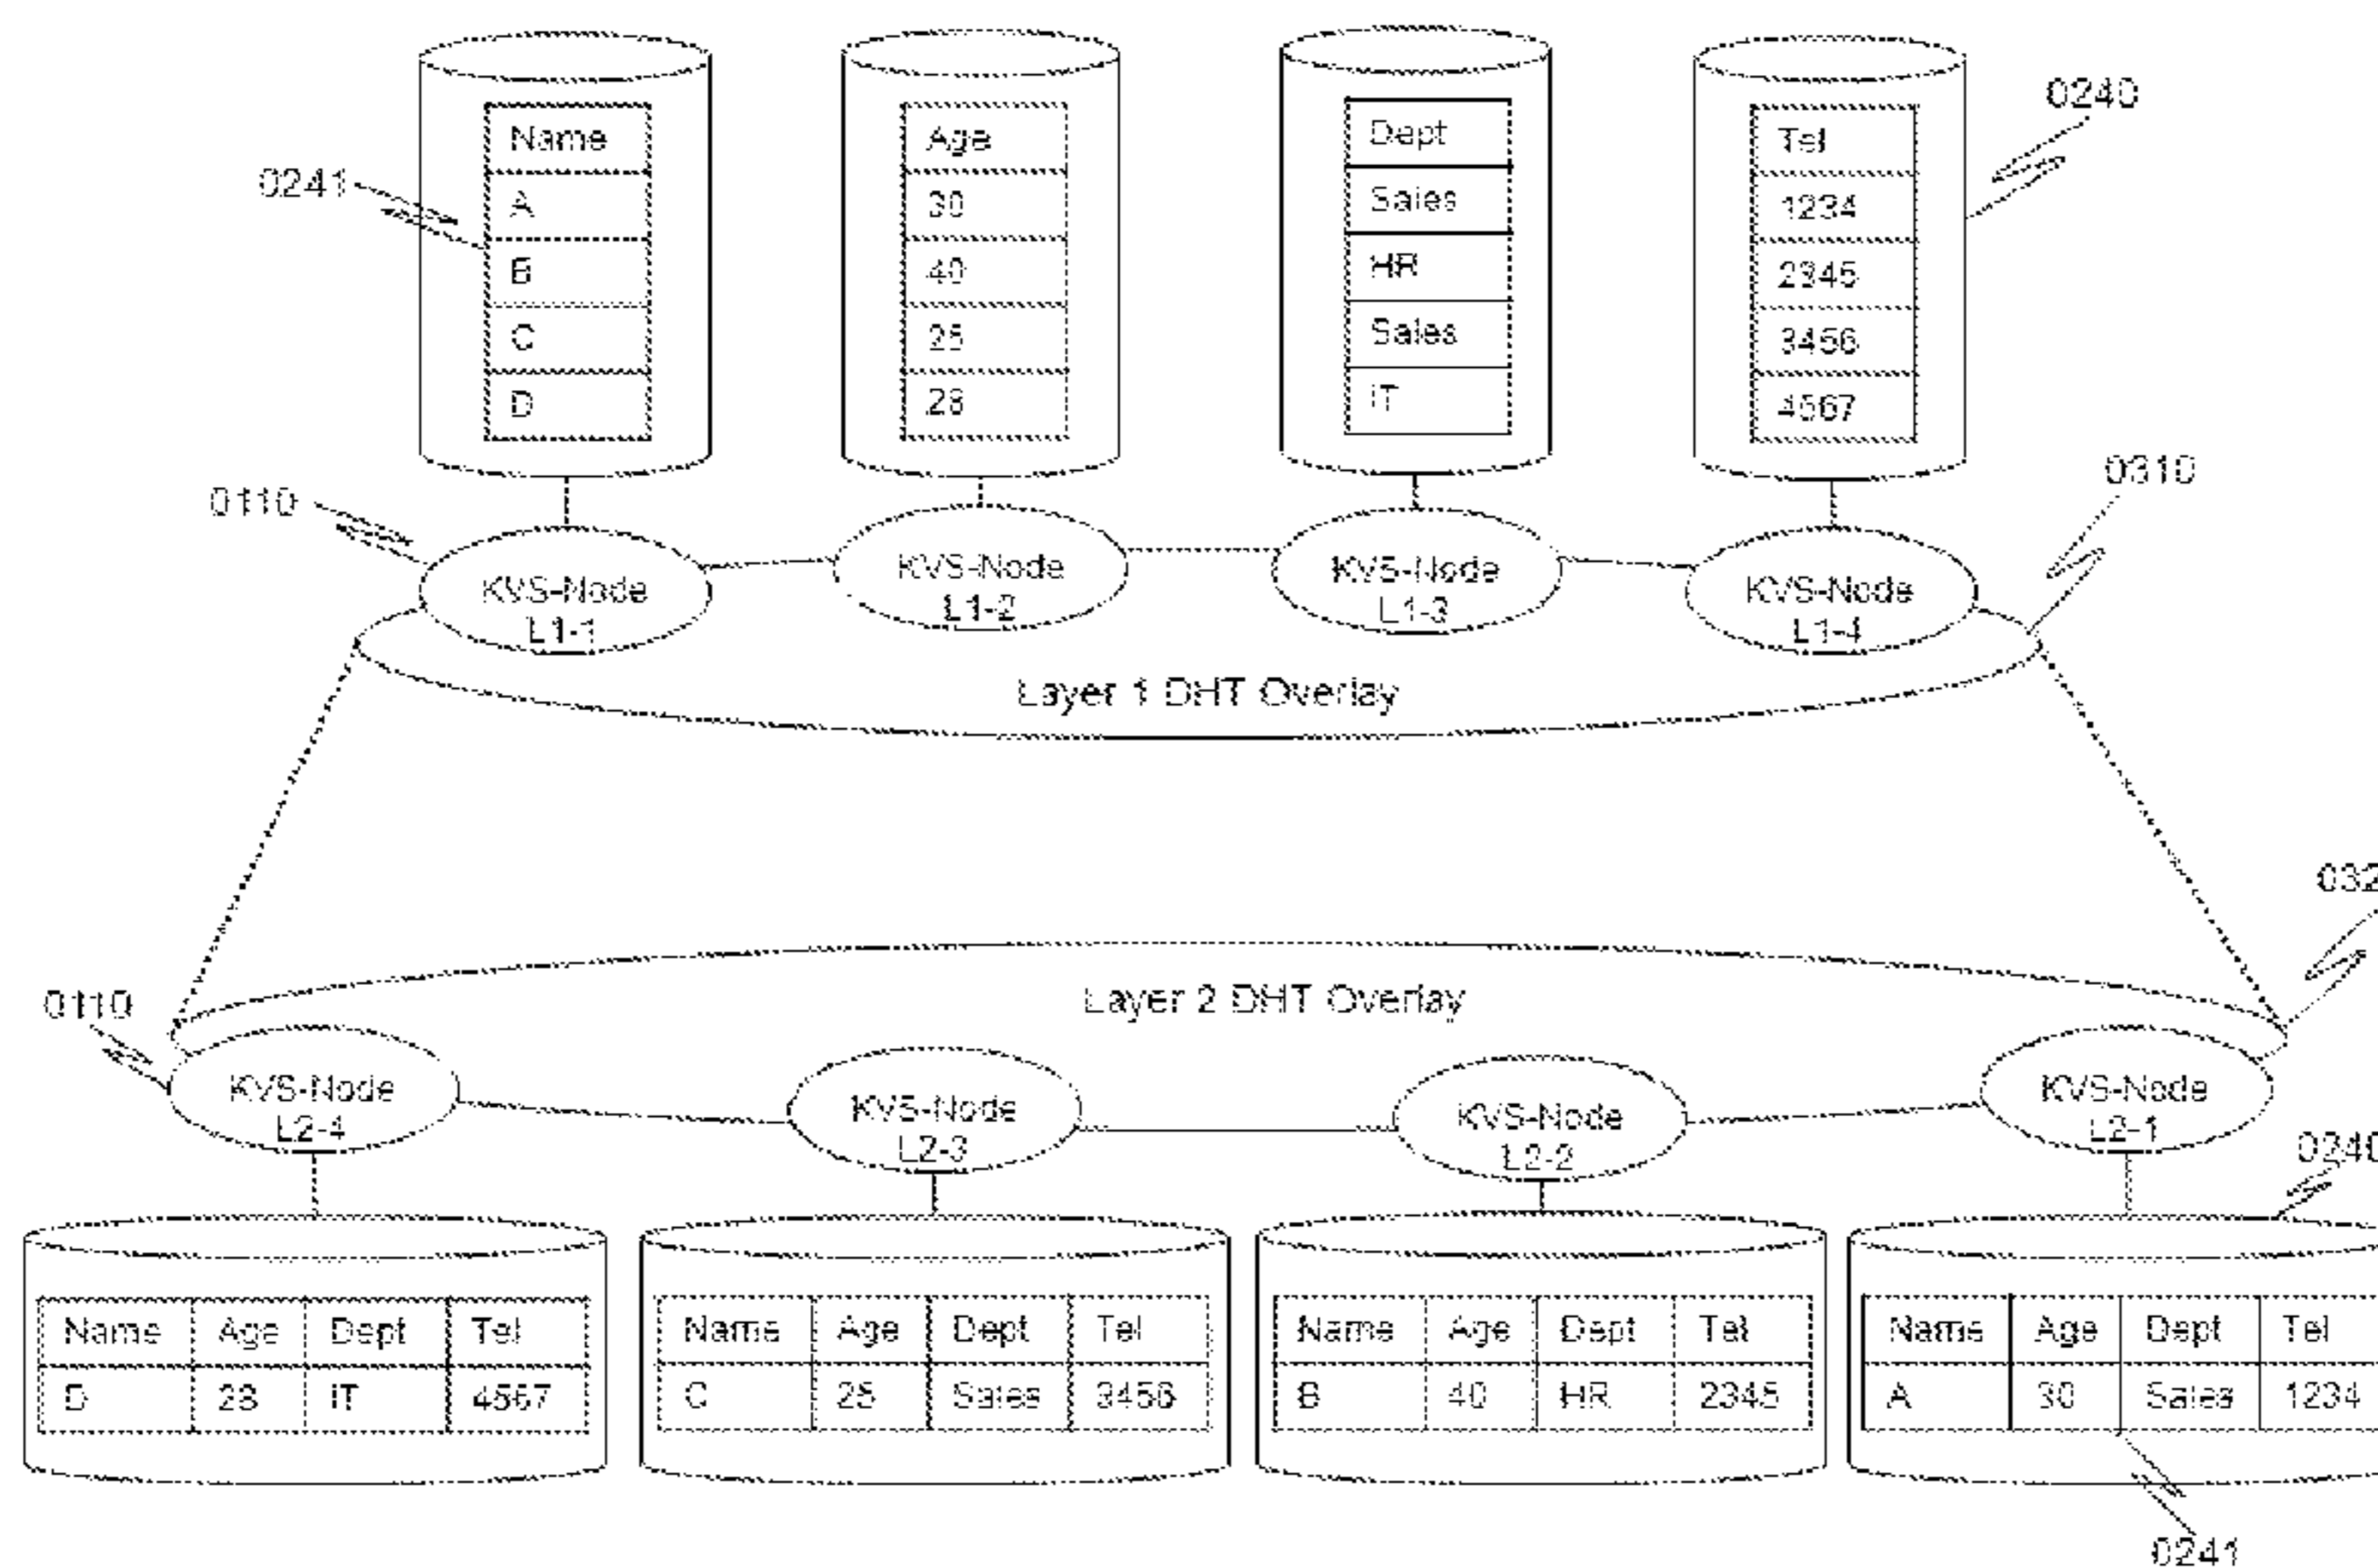 0240
Name
Age
Dept
Tel
0241
A
30
Sales
1234
B
40
HR
2345
C
25
Sales
3456
D
28
IT
4567
0110
0310
KVS-Node
L1-1
KVS-Node
L1-2
KVS-Node
L1-3
KVS-Node
L1-4
Layer 1 DHT Overlay
032
Layer 2 DHT Overlay
0110
KVS-Node
L2-4
KVS-Node
L2-3
KVS-Node
L2-2
KVS-Node
L2-1
0240
Name Age Dept Tel
D 28 IT 4567
Name Age Dept Tel
C 25 Sales 3456
Name Age Dept Tel
B 40 HR 2345
Name Age Dept Tel
A 30 Sales 1234
0241